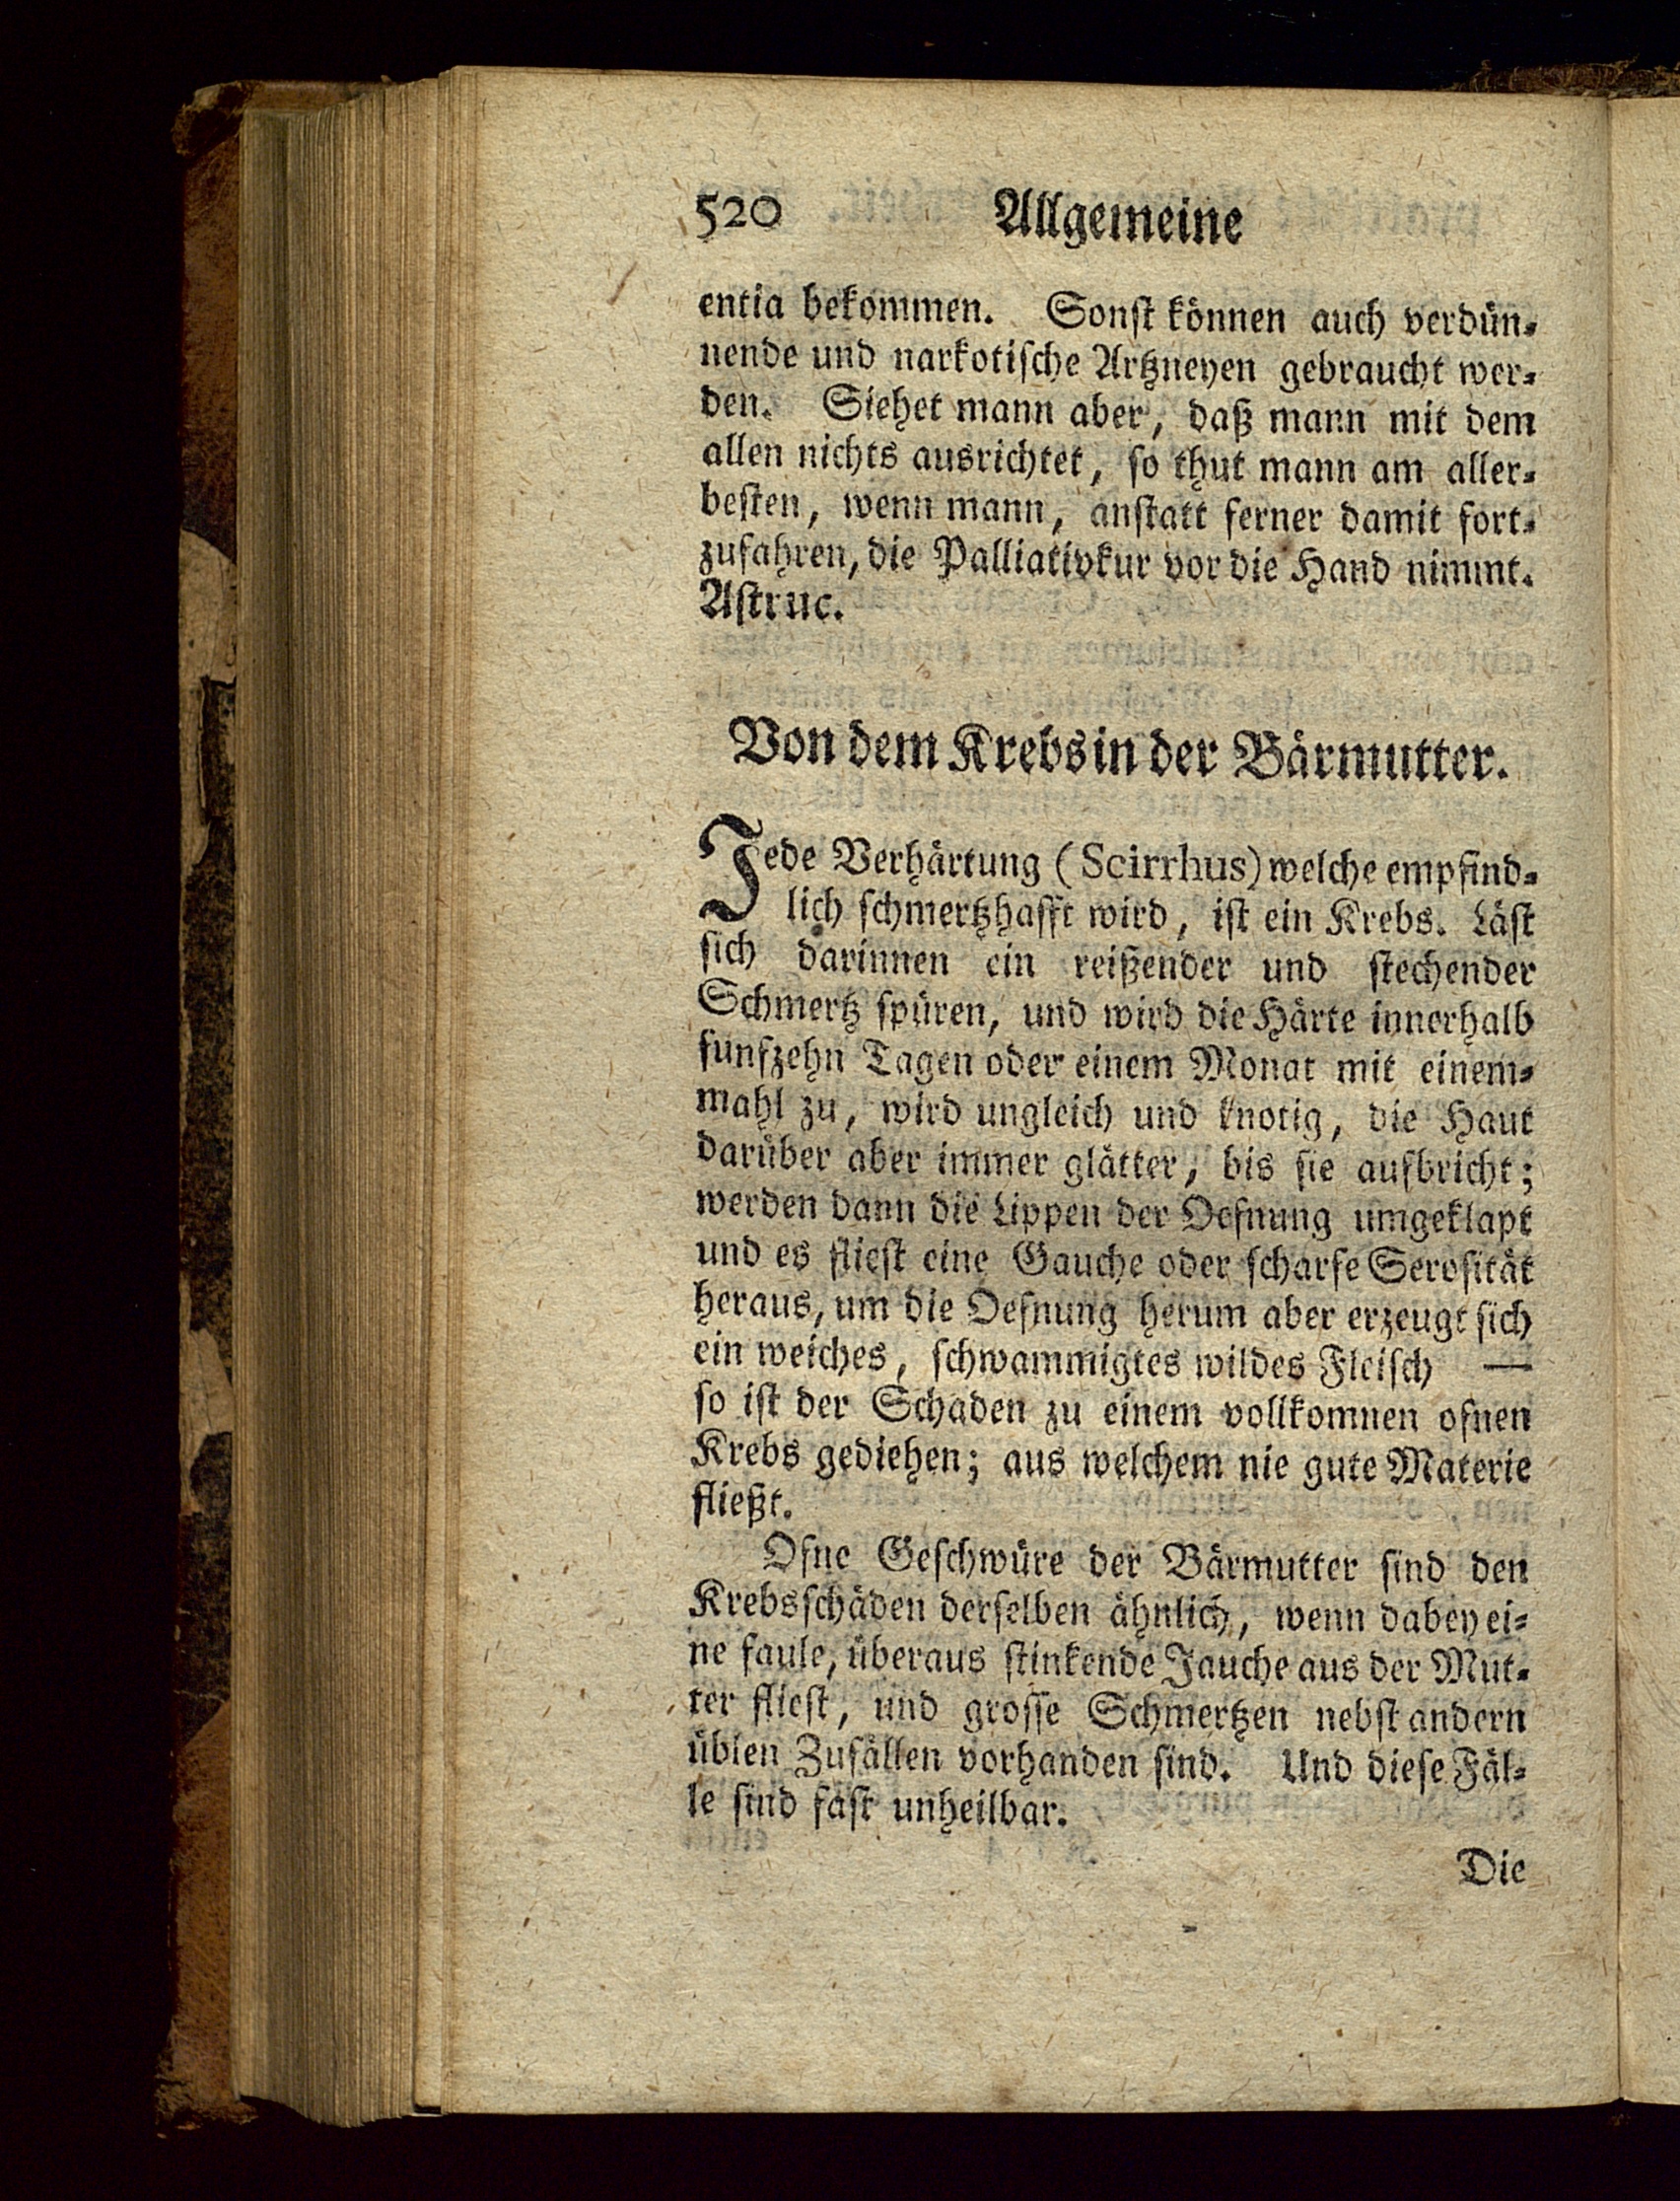 520 Allgemeine
entia bekommen. Sonst können auch verdün-
nende und narkotische Artzneyen gebraucht wer-
den. Siehet mann aber, daß mann mit dem
allen nichts ausrichtet, so thut mann am aller-
besten, wenn mann, anstatt ferner damit fort-
zufahren, die Palliativkur vor die Hand nimmt.
Astruc.
Von dem Krebs in der Bärmutter.
Jede Verhärtung (Scirrhus) welche empfind-
lich schmertzhafft wird, ist ein Krebs. Läst
sich darinnen ein reißender und stechender
Schmertz spüren, und wird die Härte innerhalb
funfzehn Tagen oder einem Monat mit einem-
mahl zu, wird ungleich und knotig, die Haut
darüber aber immer glätter, bis sie aufbricht;
werden dann die Lippen der Oefnung umgeklapt
und es fliest eine Gauche oder scharfe Serosität
heraus, um die Oefnung herum aber erzeugt sich
ein weiches, schwammigtes wildes Fleisch —
so ist der Schaden zu einem vollkomnen ofnen
Krebs gediehen; aus welchem nie gute Materie
fließt.
Ofne Geschwüre der Bärmutter sind den
Krebsschäden derselben ähnlich, wenn dabey ei-
ne faule, überaus stinkende Jauche aus der Mut-
ter fliest, und grosse Schmertzen nebst andern
üblen Zufällen vorhanden sind. Und diese Fäl-
le sind fast unheilbar.
Die